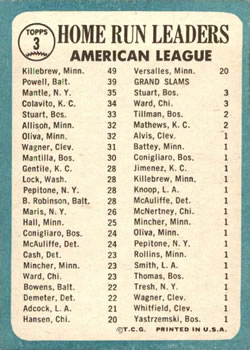 TOPPS
3
HOME RUN LEADERS
AMERICAN LEAGUE
Killebrew, Minn. 49
Powell, Balt. 39
Mantle, N. Y. 35
Colavito, K. C. 34
Stuart, Bos. 33
Allison, Minn. 32
Oliva, Minn. 32
Wagner, Clev. 31
Mantilla, Bos. 30
Gentile, K. C. 28
Lock, Wash. 28
Pepitone, N. Y. 28
B. Robinson, Balt. 28
Maris, N. Y. 26
Hall, Minn. 25
Conigliaro, Bos. 24
McAuliffe, Det. 24
Cash, Det. 23
Mincher, Minn. 23
Ward, Chi. 23
Bowens, Balt. 22
Demeter, Det. 22
Adcock, L. A. 21
Hansen, Chi. 20
Versalles, Minn. 20
GRAND SLAMS
Stuart, Bos. 3
Ward, Chi. 3
Tillman, Bos. 2
Mathews, K. C. 2
Alvis, Clev. 1
Battey, Minn. 1
Conigliaro, Bos. 1
Jimenez, K. C. 1
Killebrew, Minn. 1
Knoop, L. A. 1
McAuliffe, Det. 1
McNertney, Chi. 1
Mincher, Minn. 1
Oliva, Minn. 1
Pepitone, N. Y. 1
Rollins, Minn. 1
Smith, L. A. 1
Thomas, Bos. 1
Tresh, N. Y. 1
Wagner, Clev. 1
Whitfield, Clev. 1
Yastrzemski, Bos. 1
© T. C. G. PRINTED IN U. S. A.